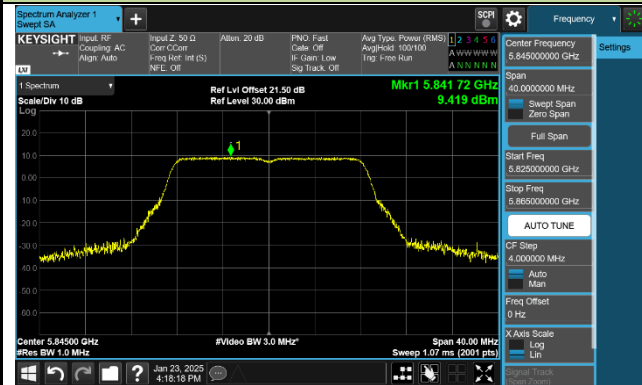 Spectrum Analyzer 1
Swept SA
SCPI
Frequency
KEYSIGHT
Input: RF
Coupling: AC
Align: Auto
Input Z: 50 Ω
Corr CCorr
Freq Ref: Int (S)
NFE: Off
Atten: 20 dB
PNO: Fast
Gate: Off
IF Gain: Low
Sig Track: Off
Avg Type: Power (RMS)
Avg|Hold: 100/100
Trig: Free Run
1 2 3 4 5 6
A W W W W W
A N N N N N
LXI
1 Spectrum
Scale/Div 10 dB
Log
Ref Lvl Offset 21.50 dB
Ref Level 30.00 dBm
Mkr1 5.841 72 GHz
9.419 dBm
1
20.0
10.0
0.00
-10.0
-20.0
-30.0
-40.0
-50.0
-60.0
Center 5.84500 GHz
#Res BW 1.0 MHz
#Video BW 3.0 MHz*
Span 40.00 MHz
Sweep 1.07 ms (2001 pts)
Jan 23, 2025
4:18:18 PM
Center Frequency
5.845000000 GHz
Settings
Span
40.0000000 MHz
Swept Span
Zero Span
Full Span
Start Freq
5.825000000 GHz
Stop Freq
5.865000000 GHz
AUTO TUNE
CF Step
4.000000 MHz
Auto
Man
Freq Offset
0 Hz
X Axis Scale
Log
Lin
Signal Track
(Span Zoom)